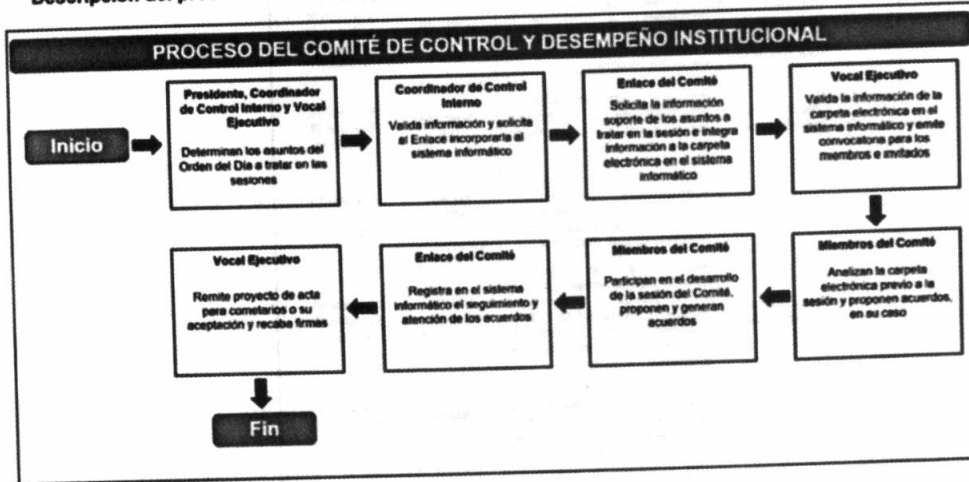 PROCESO DEL COMITÉ DE CONTROL Y DESEMPEÑO INSTITUCIONAL
Inicio
Presidente, Coordinador
de Control Interno y Vocal
Ejecutivo
Determinan los asuntos del
Orden del Día a tratar en las
sesiones
Coordinador de Control
Interno
Valida información y solicita
al Enlace incorporarla al
sistema informático
Enlace del Comité
Solicita la información
soporte de los asuntos a
tratar en la sesión e integra
información a la carpeta
electrónica en el sistema
informático
Vocal Ejecutivo
Valida la información de la
carpeta electrónica en el
sistema informático y emite
convocatoria para los
miembros e invitados
Miembros del Comité
Analizan la carpeta
electrónica previo a la
sesión y proponen acuerdos,
en su caso
Miembros del Comité
Participan en el desarrollo
de la sesión del Comité,
proponen y generan
acuerdos
Enlace del Comité
Registra en el sistema
informático el seguimiento y
atención de los acuerdos
Vocal Ejecutivo
Remite proyecto de acta
para cometarios o su
aceptación y recaba firmas
Fin